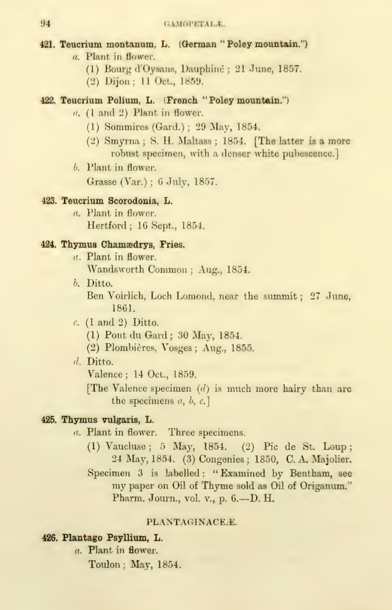 94
GAMOPETALÆ.
421. Teucrium montanum, L. (German "Poley mountain.")
a. Plant in flower.
(1) Bourg d'Oysans, Dauphiné; 21 June, 1857.
(2) Dijon; 11 Oct., 1859.
422. Teucrium Polium, L. (French "Poley mountain.")
a. (1 and 2) Plant in flower.
(1) Sommires (Gard.); 29 May, 1854.
(2) Smyrna; S. H. Maltass; 1854. [The latter is a more
robust specimen, with a denser white pubescence.]
b. Plant in flower.
Grasse (Var.); 6 July, 1857.
423. Teucrium Scorodonia, L.
a. Plant in flower.
Hertford; 16 Sept., 1854.
424. Thymus Chamædrys, Fries.
a. Plant in flower.
Wandsworth Common; Aug., 1854.
b. Ditto.
Ben Voirlich, Loch Lomond, near the summit; 27 June,
1861.
c. (1 and 2) Ditto.
(1) Pont du Gard; 30 May, 1854.
(2) Plombières, Vosges; Aug., 1855.
d. Ditto.
Valence; 14 Oct., 1859.
[The Valence specimen (d) is much more hairy than are
the specimens a, b, c.]
425. Thymus vulgaris, L.
a. Plant in flower. Three specimens.
(1) Vaucluse; 5 May, 1854. (2) Pic de St. Loup;
24 May, 1854. (3) Congenies; 1850, C. A. Majolier.
Specimen 3 is labelled: "Examined by Bentham, see
my paper on Oil of Thyme sold as Oil of Origanum."
Pharm. Journ., vol. v., p. 6.—D. H.
PLANTAGINACEÆ.
426. Plantago Psyllium, L.
a. Plant in flower.
Toulon; May, 1854.